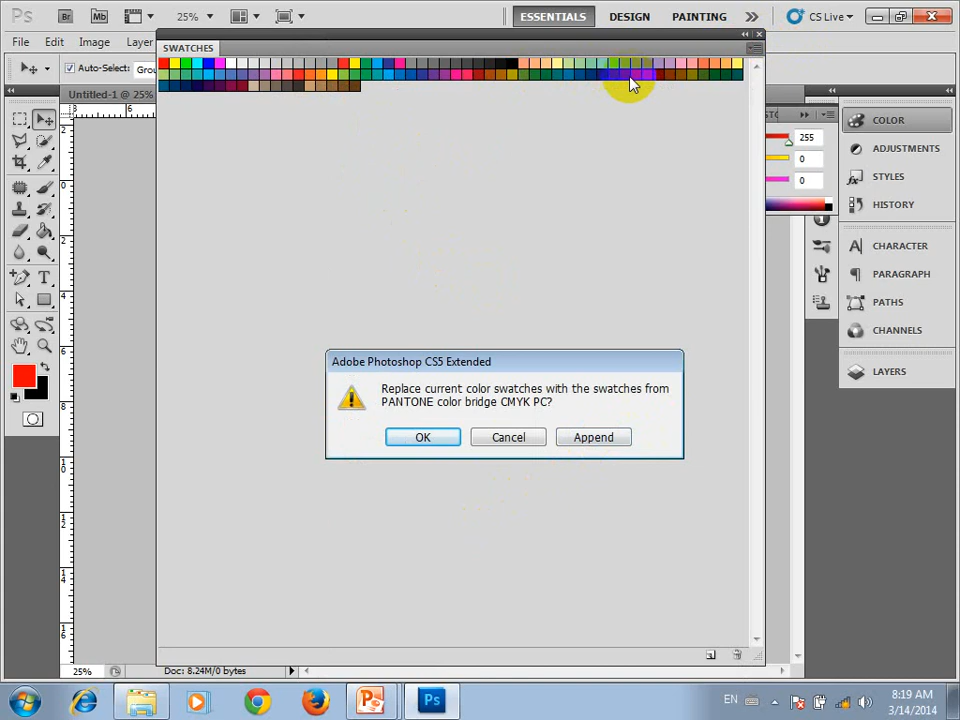 Ps Br Mb 25% ESSENTIALS DESIGN PAINTING CS Live
File Edit Image Layer
SWATCHES
Auto-Select:
Untitled-1 @ 25%
255
0
0
COLOR
ADJUSTMENTS
STYLES
HISTORY
CHARACTER
PARAGRAPH
PATHS
CHANNELS
LAYERS
Adobe Photoshop CS5 Extended
Replace current color swatches with the swatches from
PANTONE color bridge CMYK PC?
OK Cancel Append
25% Doc: 8.24M/0 bytes
EN 8:19 AM
3/14/2014